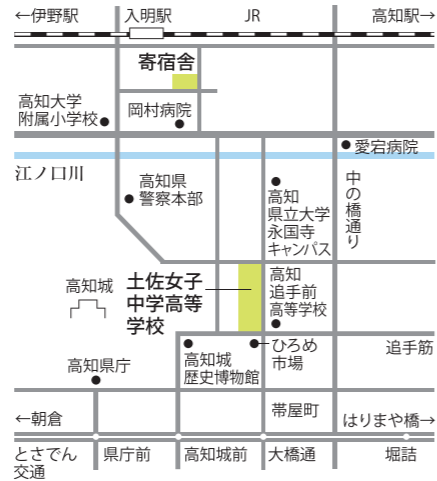 ←伊野駅
入明駅
JR
高知駅→
寄宿舎
高知大学
附属小学校
岡村病院
愛宕病院
江ノ口川
高知県
警察本部
高知
県立大学
永国寺
キャンパス
中の橋通り
高知城
土佐女子
中学高等
学校
高知
追手前
高等学校
高知城
歴史博物館
ひろめ
市場
追手筋
高知県庁
帯屋町
←朝倉
はりまや橋→
とさでん
交通
県庁前
高知城前
大橋通
堀詰